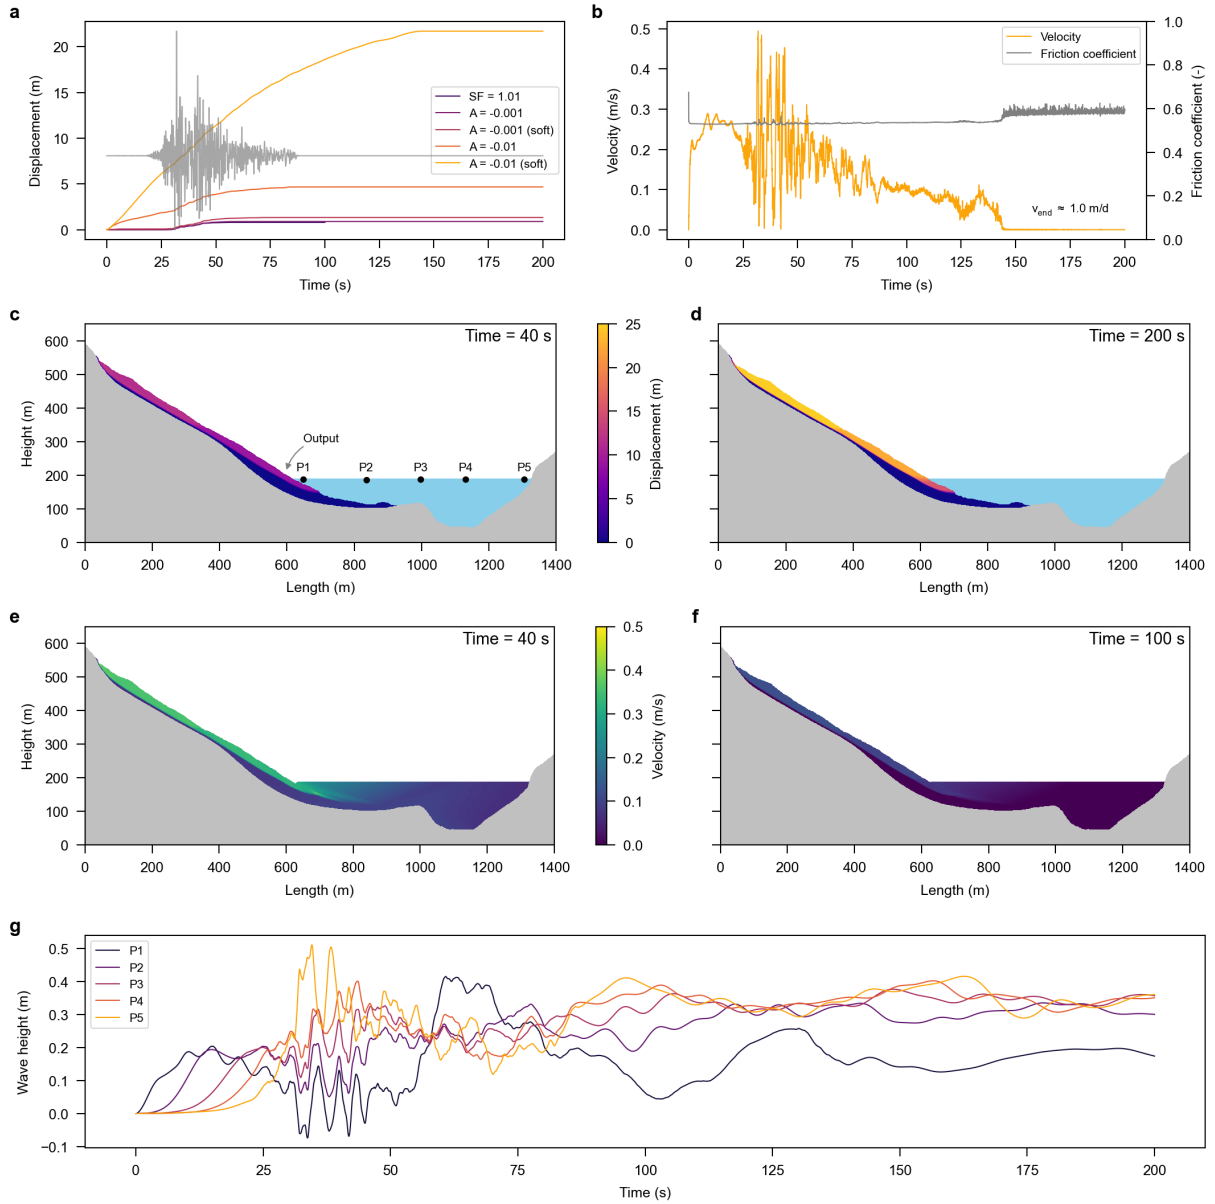 a
Displacement (m)
20
15
10
5
0
SF = 1.01
A = -0.001
A = -0.001 (soft)
A = -0.01
A = -0.01 (soft)
0 25 50 75 100 125 150 175 200
Time (s)
b
Velocity (m/s)
0.5
0.4
0.3
0.2
0.1
0.0
Velocity
Friction coefficient
v_end ≈ 1.0 m/d
1.0
0.8
0.6
0.4
0.2
0.0
Friction coefficient (-)
0 25 50 75 100 125 150 175 200
Time (s)
c
Time = 40 s
Height (m)
600
500
400
300
200
100
0
Output
P1 P2 P3 P4 P5
0 200 400 600 800 1000 1200 1400
Length (m)
25
20
15
10
5
0
Displacement (m)
d
Time = 200 s
0 200 400 600 800 1000 1200 1400
Length (m)
e
Time = 40 s
Height (m)
600
500
400
300
200
100
0
0 200 400 600 800 1000 1200 1400
Length (m)
0.5
0.4
0.3
0.2
0.1
0.0
Velocity (m/s)
f
Time = 100 s
0 200 400 600 800 1000 1200 1400
Length (m)
g
Wave height (m)
0.5
0.4
0.3
0.2
0.1
0.0
−0.1
P1
P2
P3
P4
P5
0 25 50 75 100 125 150 175 200
Time (s)